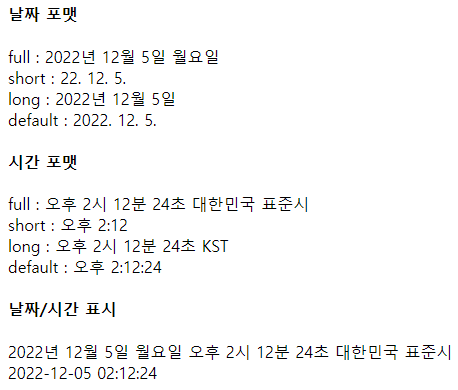 날짜 포맷
full : 2022년 12월 5일 월요일
short : 22. 12. 5.
long : 2022년 12월 5일
default : 2022. 12. 5.
시간 포맷
full : 오후 2시 12분 24초 대한민국 표준시
short : 오후 2:12
long : 오후 2시 12분 24초 KST
default : 오후 2:12:24
날짜/시간 표시
2022년 12월 5일 월요일 오후 2시 12분 24초 대한민국 표준시
2022-12-05 02:12:24